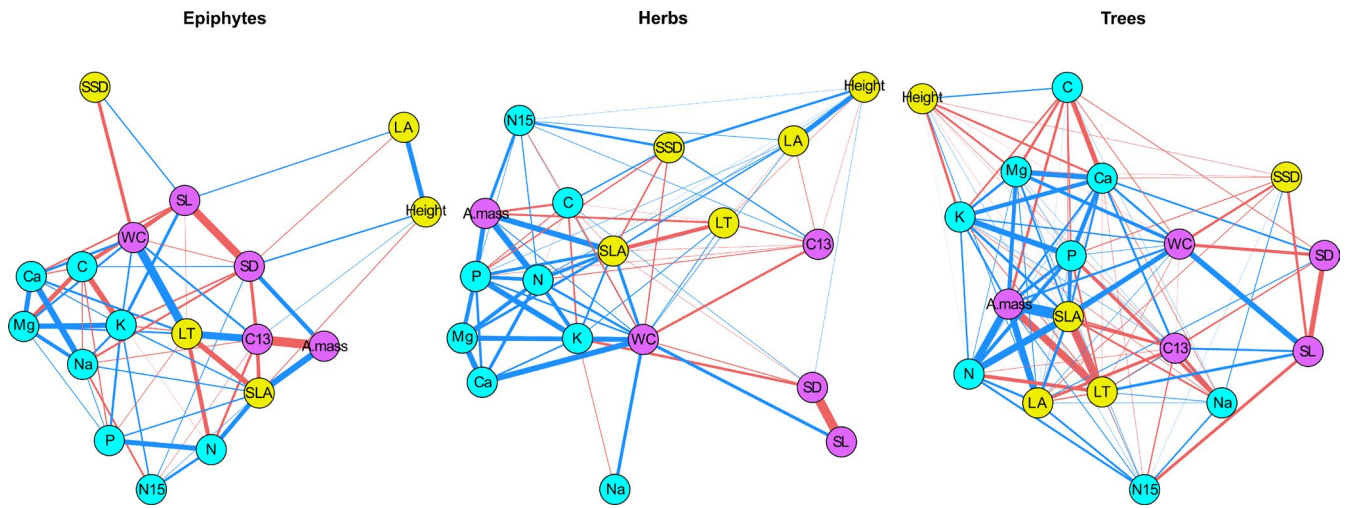 Epiphytes
SSD
LA
SL
Height
WC
C
SD
Ca
Mg
K
LT
C13
A.mass
Na
SLA
P
N
N15
Herbs
Height
N15
SSD
LA
C
A.mass
LT
SLA
C13
P
N
Mg
K
WC
Ca
SD
SL
Na
Trees
C
Height
Mg
Ca
SSD
K
WC
P
SD
A.mass
SLA
C13
SL
N
LT
LA
Na
N15